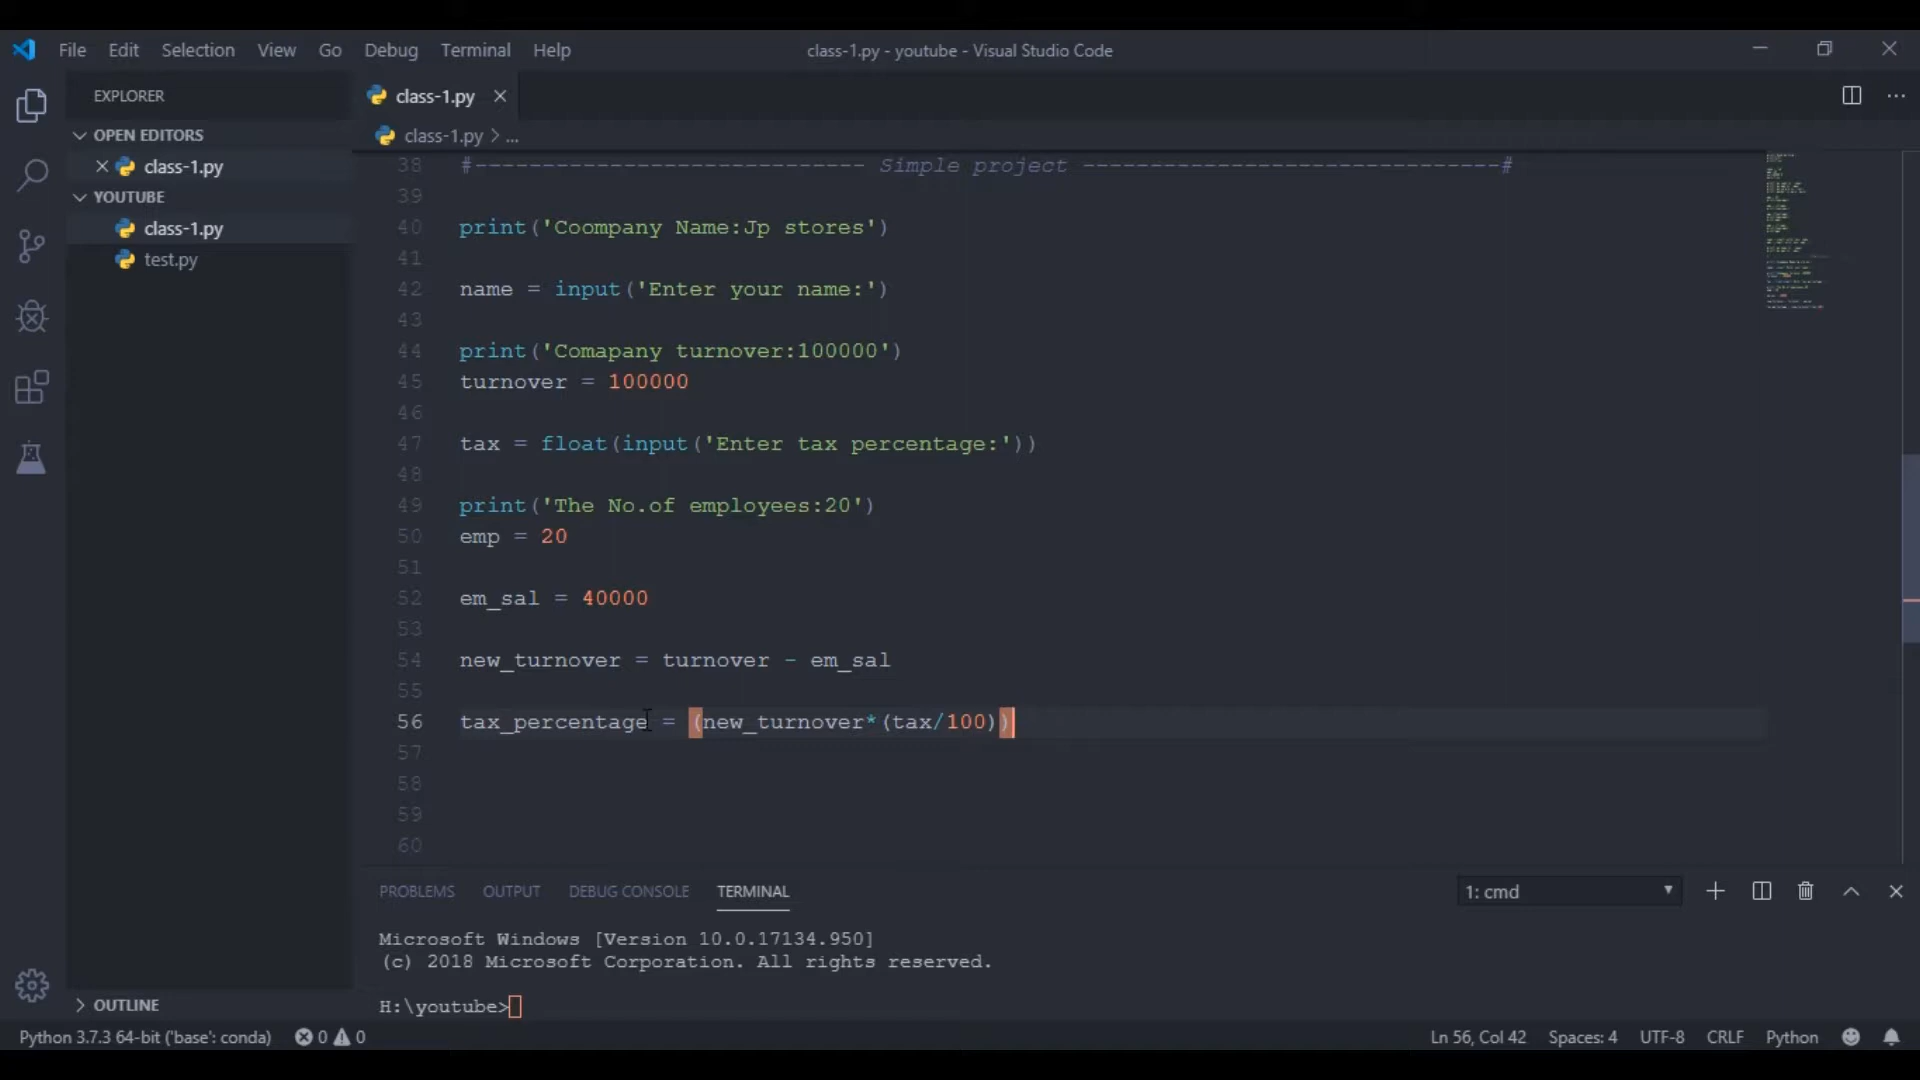 File Edit Selection View Go Debug Terminal Help class-1.py - youtube - Visual Studio Code
EXPLORER
OPEN EDITORS
class-1.py
YOUTUBE
class-1.py
test.py
OUTLINE
class-1.py
class-1.py > ...
38 #----------------------------- Simple project -------------------------------#
39
40 print('Coompany Name:Jp stores')
41
42 name = input('Enter your name:')
43
44 print('Comapany turnover:100000')
45 turnover = 100000
46
47 tax = float(input('Enter tax percentage:'))
48
49 print('The No.of employees:20')
50 emp = 20
51
52 em_sal = 40000
53
54 new_turnover = turnover - em_sal
55
56 tax_percentage = (new_turnover*(tax/100))
57
58
59
60
PROBLEMS OUTPUT DEBUG CONSOLE TERMINAL 1: cmd
Microsoft Windows [Version 10.0.17134.950]
(c) 2018 Microsoft Corporation. All rights reserved.
H:\youtube>
Python 3.7.3 64-bit ('base': conda) 0 0 Ln 56, Col 42 Spaces: 4 UTF-8 CRLF Python